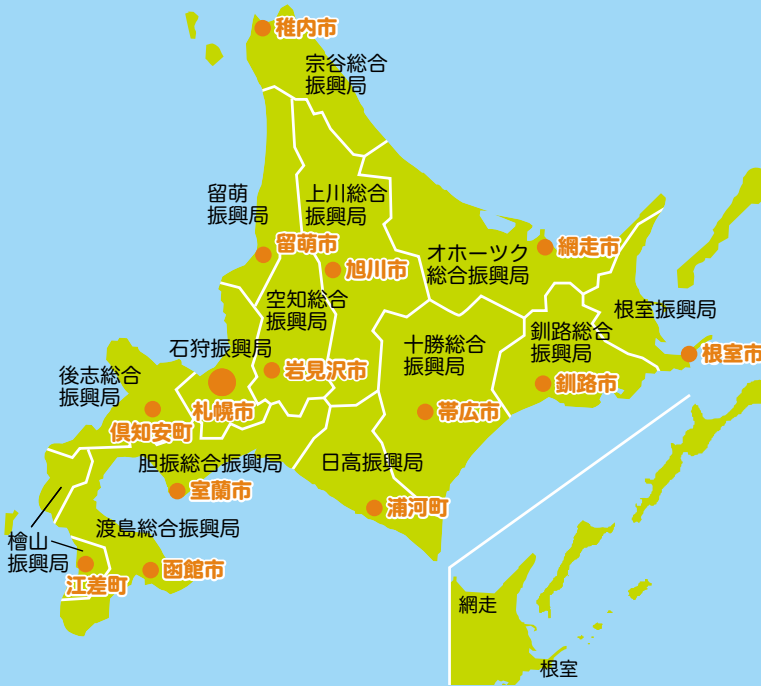 稚内市
宗谷総合
振興局
留萌
振興局
上川総合
振興局
留萌市
旭川市
オホーツク
総合振興局
網走市
空知総合
振興局
根室振興局
石狩振興局
十勝総合
振興局
釧路総合
振興局
根室市
後志総合
振興局
岩見沢市
札幌市
釧路市
帯広市
倶知安町
胆振総合振興局
日高振興局
室蘭市
浦河町
渡島総合振興局
檜山
振興局
函館市
江差町
網走
根室